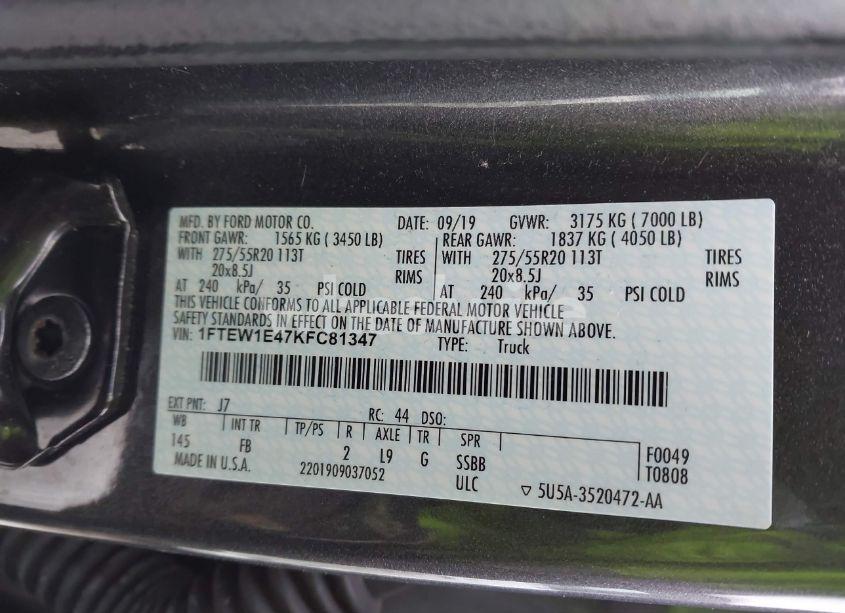 MFD. BY FORD MOTOR CO. DATE: 09/19 GVWR: 3175 KG ( 7000 LB)
FRONT GAWR: 1565 KG ( 3450 LB) REAR GAWR: 1837 KG ( 4050 LB)
WITH 275/55R20 113T TIRES WITH 275/55R20 113T TIRES
20x8.5J RIMS 20x8.5J RIMS
AT 240 kPa/ 35 PSI COLD AT 240 kPa/ 35 PSI COLD
THIS VEHICLE CONFORMS TO ALL APPLICABLE FEDERAL MOTOR VEHICLE
SAFETY STANDARDS IN EFFECT ON THE DATE OF MANUFACTURE SHOWN ABOVE.
VIN: 1FTEW1E47KFC81347 TYPE: Truck
EXT PNT: J7 RC: 44 DSO:
WB INT TR TP/PS R AXLE TR SPR
145 FB 2 L9 G SSBB F0049
MADE IN U.S.A. 2201909037052 ULC T0808
▽ 5U5A-3520472-AA